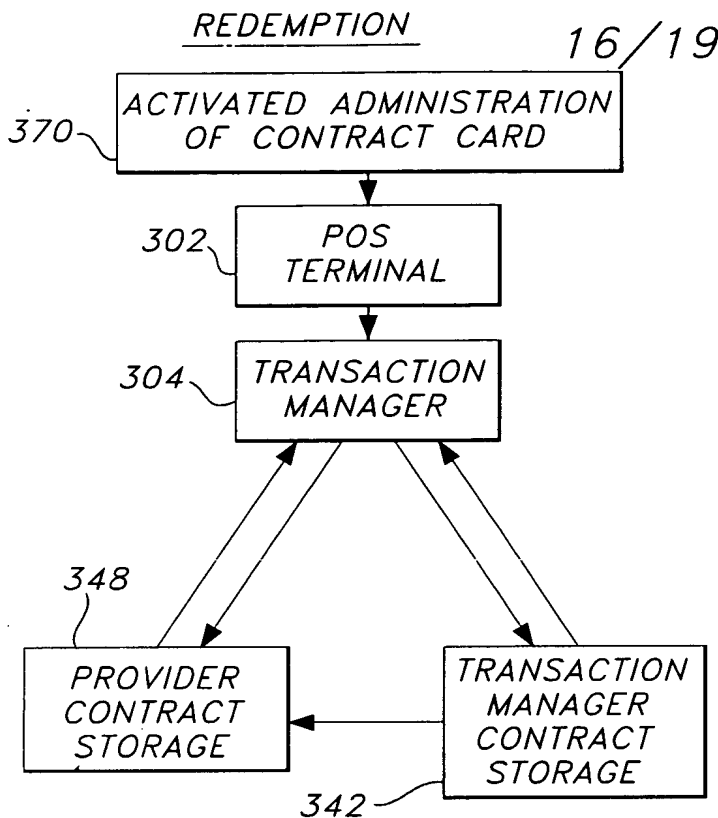 REDEMPTION
16/19
ACTIVATED ADMINISTRATION
OF CONTRACT CARD
370
302
POS
TERMINAL
304
TRANSACTION
MANAGER
348
PROVIDER
CONTRACT
STORAGE
TRANSACTION
MANAGER
CONTRACT
STORAGE
342